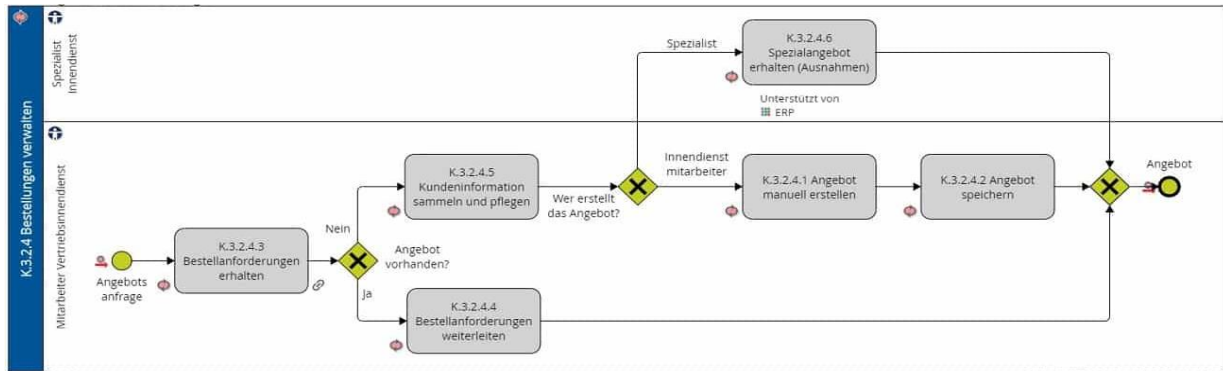 K.3.2.4 Bestellungen verwalten
Spezialist
Innendienst
Spezialist
K.3.2.4.6
Spezialangebot
erhalten (Ausnahmen)
Unterstützt von
ERP
Mitarbeiter Vertriebsinnendienst
Angebots
anfrage
K.3.2.4.3
Bestellanforderungen
erhalten
Angebot
vorhanden?
Nein
Ja
K.3.2.4.5
Kundeninformation
sammeln und pflegen
Wer erstellt
das Angebot?
Innendienst
mitarbeiter
K.3.2.4.1 Angebot
manuell erstellen
K.3.2.4.2 Angebot
speichern
Angebot
K.3.2.4.4
Bestellanforderungen
weiterleiten